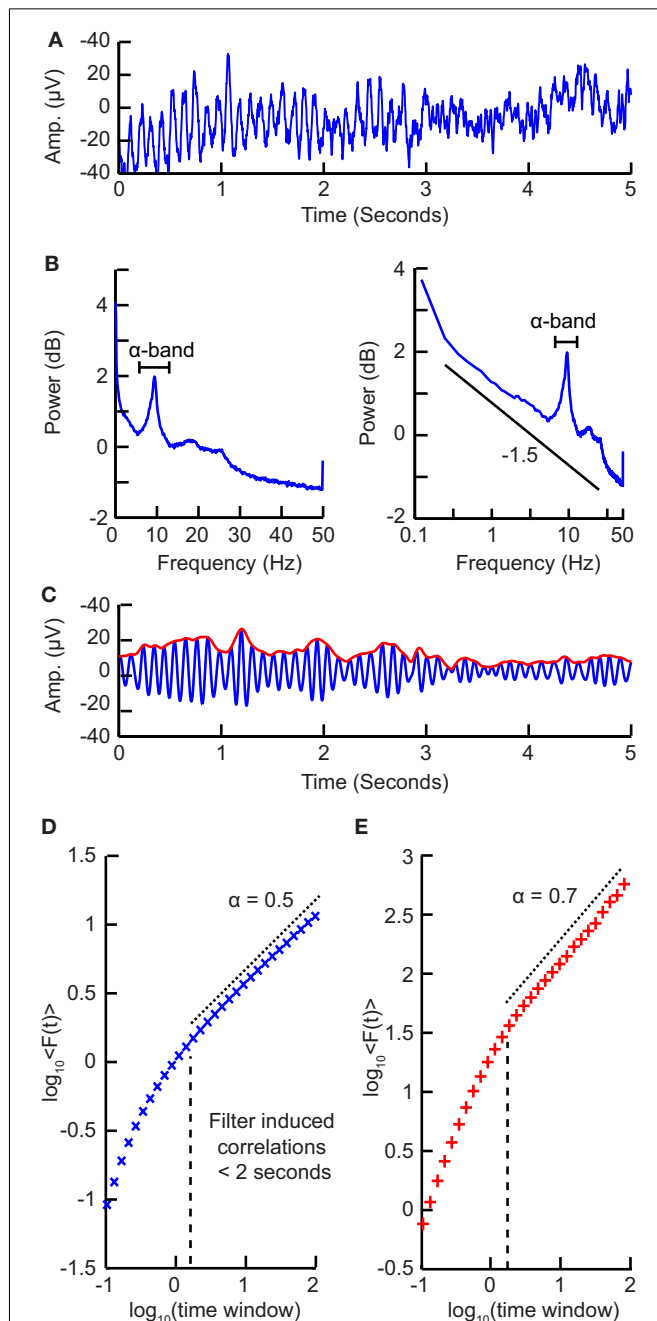 A
Amp. (µV)
-40
20
0
-20
-40
0
1
2
3
4
5
Time (Seconds)
B
Power (dB)
4
2
0
-2
α-band
0
10
20
30
40
50
Frequency (Hz)
Power (dB)
4
2
0
-2
α-band
-1.5
0.1
1
10
50
Frequency (Hz)
C
Amp. (µV)
-40
20
0
-20
-40
0
1
2
3
4
5
Time (Seconds)
D
log₁₀<F(t)>
1.5
1
0.5
0
-0.5
-1
-1.5
α = 0.5
Filter induced
correlations
< 2 seconds
-1
0
1
2
log₁₀(time window)
E
log₁₀<F(t)>
3
2.5
2
1.5
1
0.5
0
-0.5
α = 0.7
-1
0
1
2
log₁₀(time window)